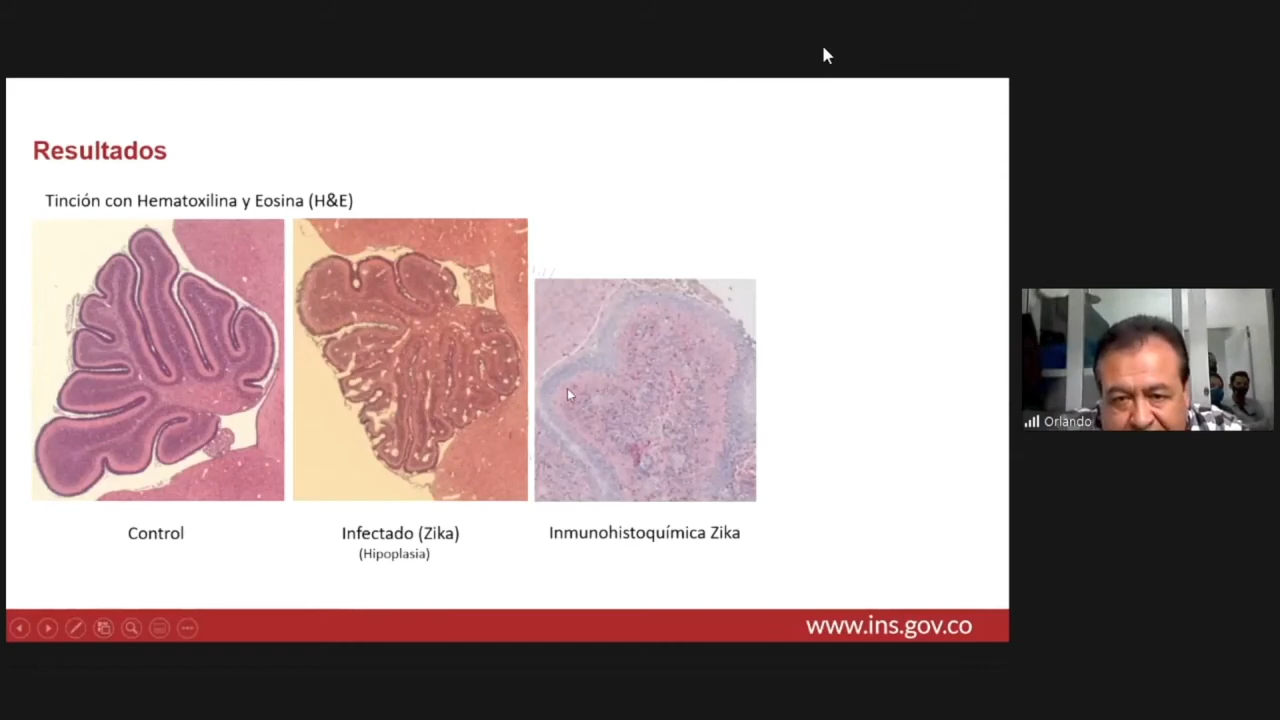 Resultados
Tinción con Hematoxilina y Eosina (H&E)
Control
Infectado (Zika)
(Hipoplasia)
Inmunohistoquímica Zika
www.ins.gov.co
Orlando